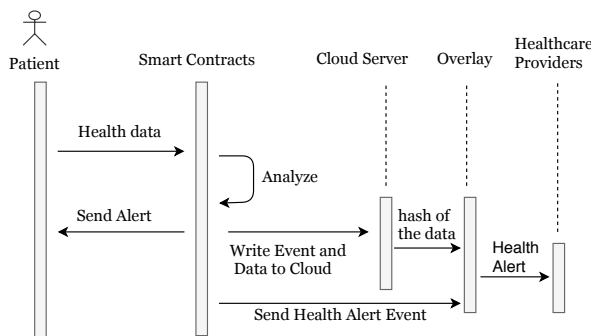 Patient
Smart Contracts
Cloud Server
Overlay
Healthcare
Providers
Health data
Analyze
Send Alert
hash of
the data
Write Event and
Data to Cloud
Health
Alert
Send Health Alert Event